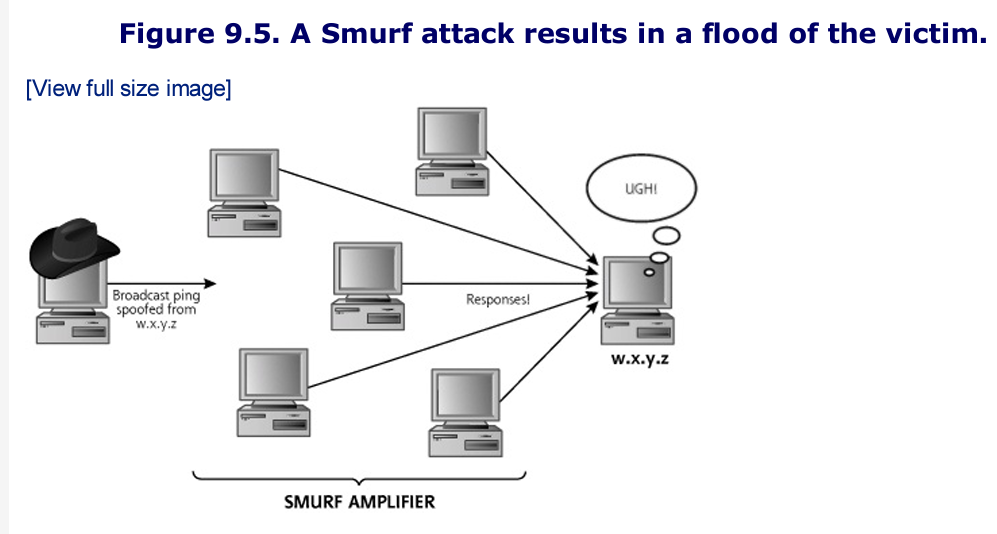 Figure 9.5. A Smurf attack results in a flood of the victim.
[View full size image]
UGH!
Broadcast ping
spoofed from
w.x.y.z
Responses!
w.x.y.z
SMURF AMPLIFIER